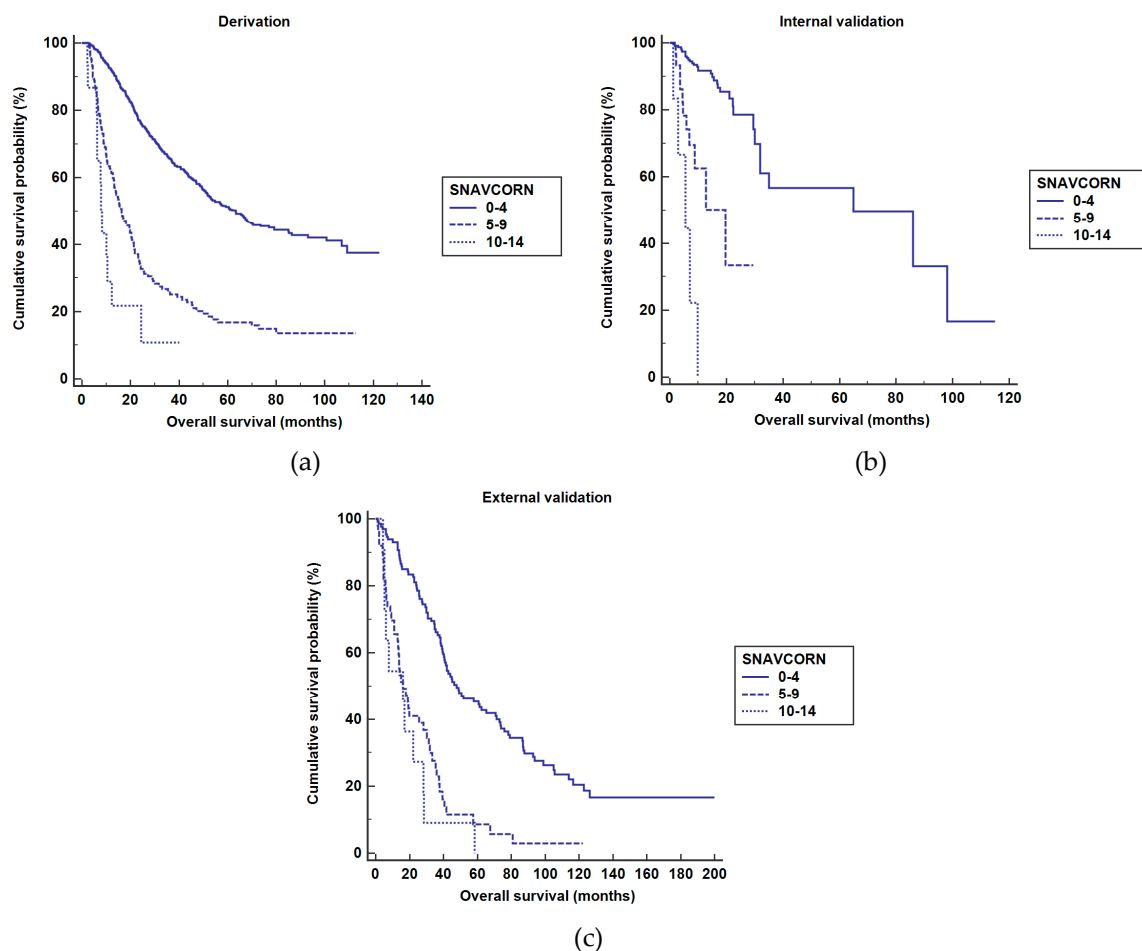 Derivation
Cumulative survival probability (%)
100
80
60
40
20
0
0 20 40 60 80 100 120 140
Overall survival (months)
SNAVCORN
0-4
5-9
10-14
(a)
Internal validation
Cumulative survival probability (%)
100
80
60
40
20
0
0 20 40 60 80 100 120
Overall survival (months)
SNAVCORN
0-4
5-9
10-14
(b)
External validation
Cumulative survival probability (%)
100
80
60
40
20
0
0 20 40 60 80 100 120 140 160 180 200
Overall survival (months)
SNAVCORN
0-4
5-9
10-14
(c)